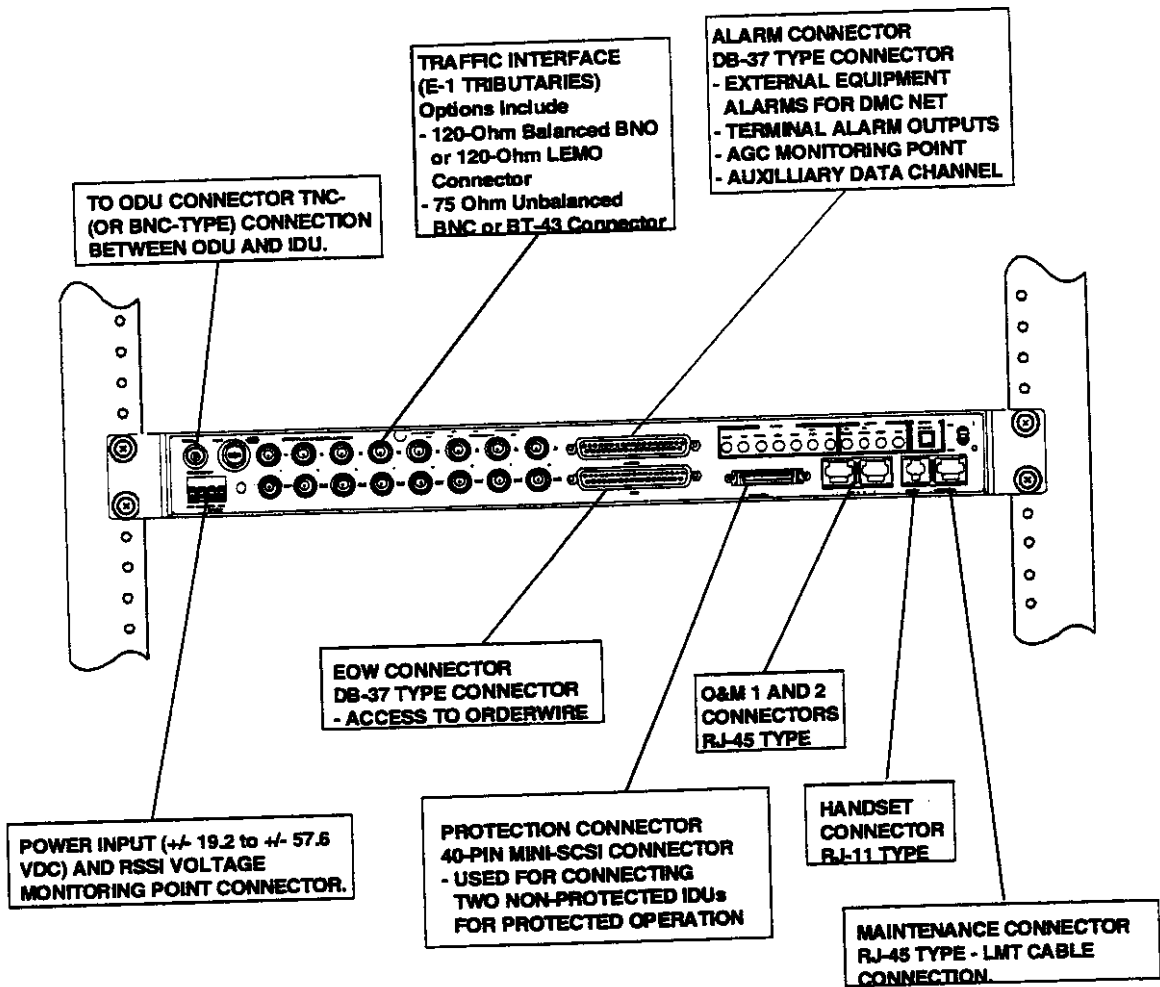 TRAFFIC INTERFACE
(E-1 TRIBUTARIES)
Options Include
- 120-Ohm Balanced BNO
or 120-Ohm LEMO
Connector
- 75 Ohm Unbalanced
BNC or BT-43 Connector
ALARM CONNECTOR
DB-37 TYPE CONNECTOR
- EXTERNAL EQUIPMENT
ALARMS FOR DMC NET
- TERMINAL ALARM OUTPUTS
- AGC MONITORING POINT
- AUXILLIARY DATA CHANNEL
TO ODU CONNECTOR TNC-
(OR BNC-TYPE) CONNECTION
BETWEEN ODU AND IDU.
EOW CONNECTOR
DB-37 TYPE CONNECTOR
- ACCESS TO ORDERWIRE
O&M 1 AND 2
CONNECTORS
RJ-45 TYPE
POWER INPUT (+/- 19.2 to +/- 57.6
VDC) AND RSSI VOLTAGE
MONITORING POINT CONNECTOR.
PROTECTION CONNECTOR
40-PIN MINI-SCSI CONNECTOR
- USED FOR CONNECTING
TWO NON-PROTECTED IDUs
FOR PROTECTED OPERATION
HANDSET
CONNECTOR
RJ-11 TYPE
MAINTENANCE CONNECTOR
RJ-45 TYPE - LMT CABLE
CONNECTION.